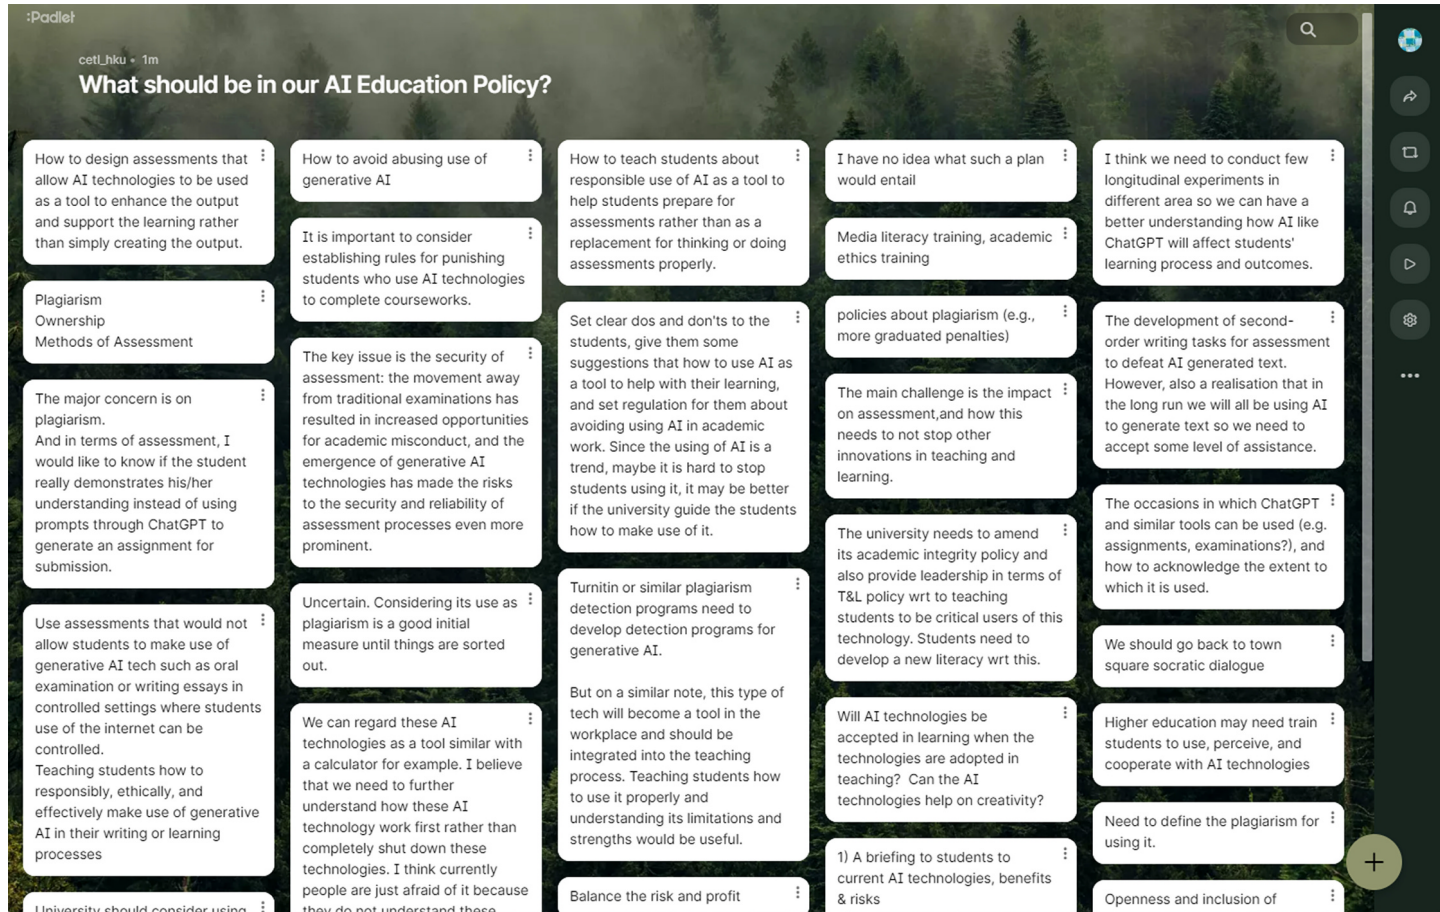 :Padlet
cetl_hku • 1m
What should be in our AI Education Policy?
How to design assessments that
allow AI technologies to be used
as a tool to enhance the output
and support the learning rather
than simply creating the output.
Plagiarism
Ownership
Methods of Assessment
The major concern is on
plagiarism.
And in terms of assessment, I
would like to know if the student
really demonstrates his/her
understanding instead of using
prompts through ChatGPT to
generate an assignment for
submission.
Use assessments that would not
allow students to make use of
generative AI tech such as oral
examination or writing essays in
controlled settings where students
use of the internet can be
controlled.
Teaching students how to
responsibly, ethically, and
effectively make use of generative
AI in their writing or learning
processes
University should consider using
How to avoid abusing use of
generative AI
It is important to consider
establishing rules for punishing
students who use AI technologies
to complete courseworks.
The key issue is the security of
assessment: the movement away
from traditional examinations has
resulted in increased opportunities
for academic misconduct, and the
emergence of generative AI
technologies has made the risks
to the security and reliability of
assessment processes even more
prominent.
Uncertain. Considering its use as
plagiarism is a good initial
measure until things are sorted
out.
We can regard these AI
technologies as a tool similar with
a calculator for example. I believe
that we need to further
understand how these AI
technology work first rather than
completely shut down these
technologies. I think currently
people are just afraid of it because
they do not understand these
How to teach students about
responsible use of AI as a tool to
help students prepare for
assessments rather than as a
replacement for thinking or doing
assessments properly.
Set clear dos and don'ts to the
students, give them some
suggestions that how to use AI as
a tool to help with their learning,
and set regulation for them about
avoiding using AI in academic
work. Since the using of AI is a
trend, maybe it is hard to stop
students using it, it may be better
if the university guide the students
how to make use of it.
Turnitin or similar plagiarism
detection programs need to
develop detection programs for
generative AI.
But on a similar note, this type of
tech will become a tool in the
workplace and should be
integrated into the teaching
process. Teaching students how
to use it properly and
understanding its limitations and
strengths would be useful.
Balance the risk and profit
I have no idea what such a plan
would entail
Media literacy training, academic
ethics training
policies about plagiarism (e.g.,
more graduated penalties)
The main challenge is the impact
on assessment,and how this
needs to not stop other
innovations in teaching and
learning.
The university needs to amend
its academic integrity policy and
also provide leadership in terms of
T&L policy wrt to teaching
students to be critical users of this
technology. Students need to
develop a new literacy wrt this.
Will AI technologies be
accepted in learning when the
technologies are adopted in
teaching?  Can the AI
technologies help on creativity?
1) A briefing to students to
current AI technologies, benefits
& risks
I think we need to conduct few
longitudinal experiments in
different area so we can have a
better understanding how AI like
ChatGPT will affect students'
learning process and outcomes.
The development of second-
order writing tasks for assessment
to defeat AI generated text.
However, also a realisation that in
the long run we will all be using AI
to generate text so we need to
accept some level of assistance.
The occasions in which ChatGPT
and similar tools can be used (e.g.
assignments, examinations?), and
how to acknowledge the extent to
which it is used.
We should go back to town
square socratic dialogue
Higher education may need train
students to use, perceive, and
cooperate with AI technologies
Need to define the plagiarism for
using it.
Openness and inclusion of